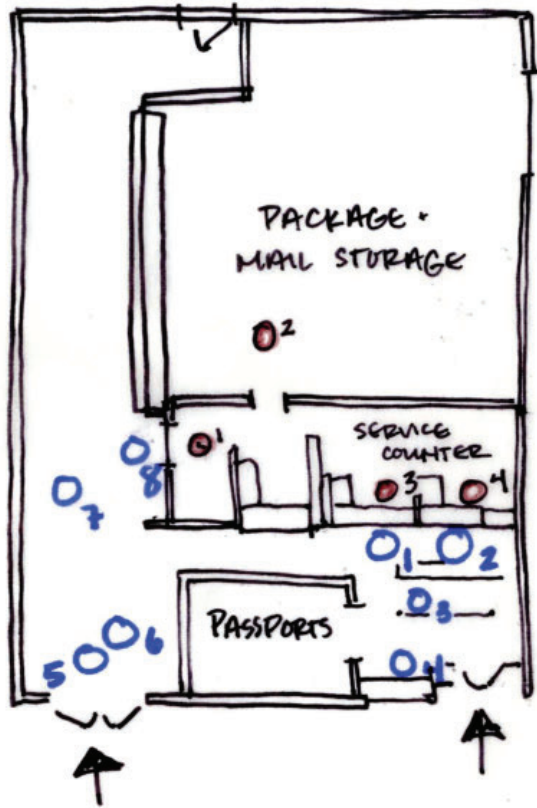 PACKAGE +
MAIL STORAGE
2
1
SERVICE
COUNTER
3 4
8
7
1 2
3
PASSPORTS
6
5
4